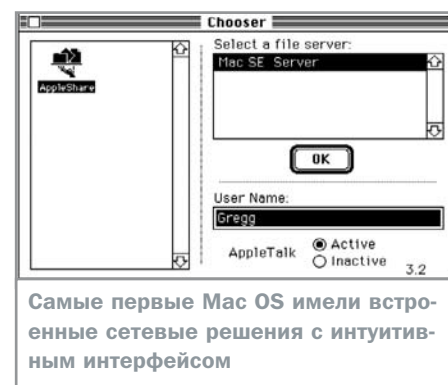 Chooser
Select a file server:
Mac SE Server
AppleShare
OK
User Name:
Gregg
AppleTalk
Active
Inactive
3.2
Самые первые Mac OS имели встро-
енные сетевые решения с интуитив-
ным интерфейсом